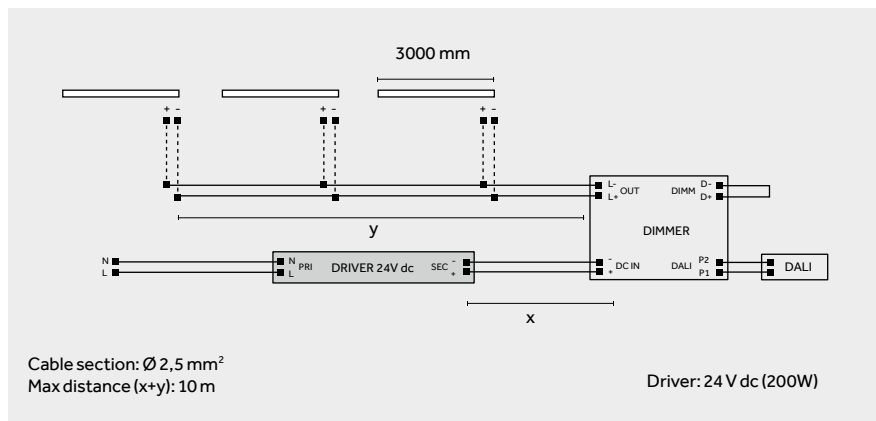 3000 mm
+ - + - + -
L- OUT DIMM D-
L+ D+
y
DIMMER
N N PRI DRIVER 24V dc SEC - - DC IN DALI P2 DALI
L L + + P1
x
Cable section: Ø 2,5 mm²
Max distance (x+y): 10 m
Driver: 24 V dc (200W)